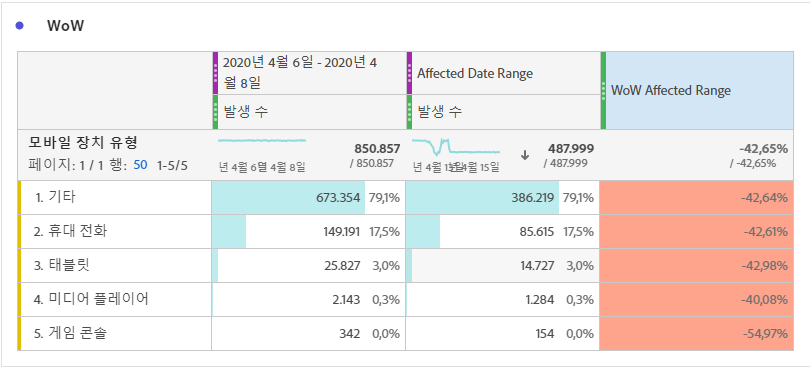 WoW
2020년 4월 6일 - 2020년 4
월 8일
Affected Date Range
WoW Affected Range
발생 수
발생 수
모바일 장치 유형
페이지: 1 / 1 행: 50 1-5/5
850.857
/ 850.857
년 4월 6일 4월 8일
487.999
/ 487.999
년 4월 4월 15일
-42,65%
/ -42,65%
1. 기타 673.354 79,1% 386.219 79,1% -42,64%
2. 휴대 전화 149.191 17,5% 85.615 17,5% -42,61%
3. 태블릿 25.827 3,0% 14.727 3,0% -42,98%
4. 미디어 플레이어 2.143 0,3% 1.284 0,3% -40,08%
5. 게임 콘솔 342 0,0% 154 0,0% -54,97%